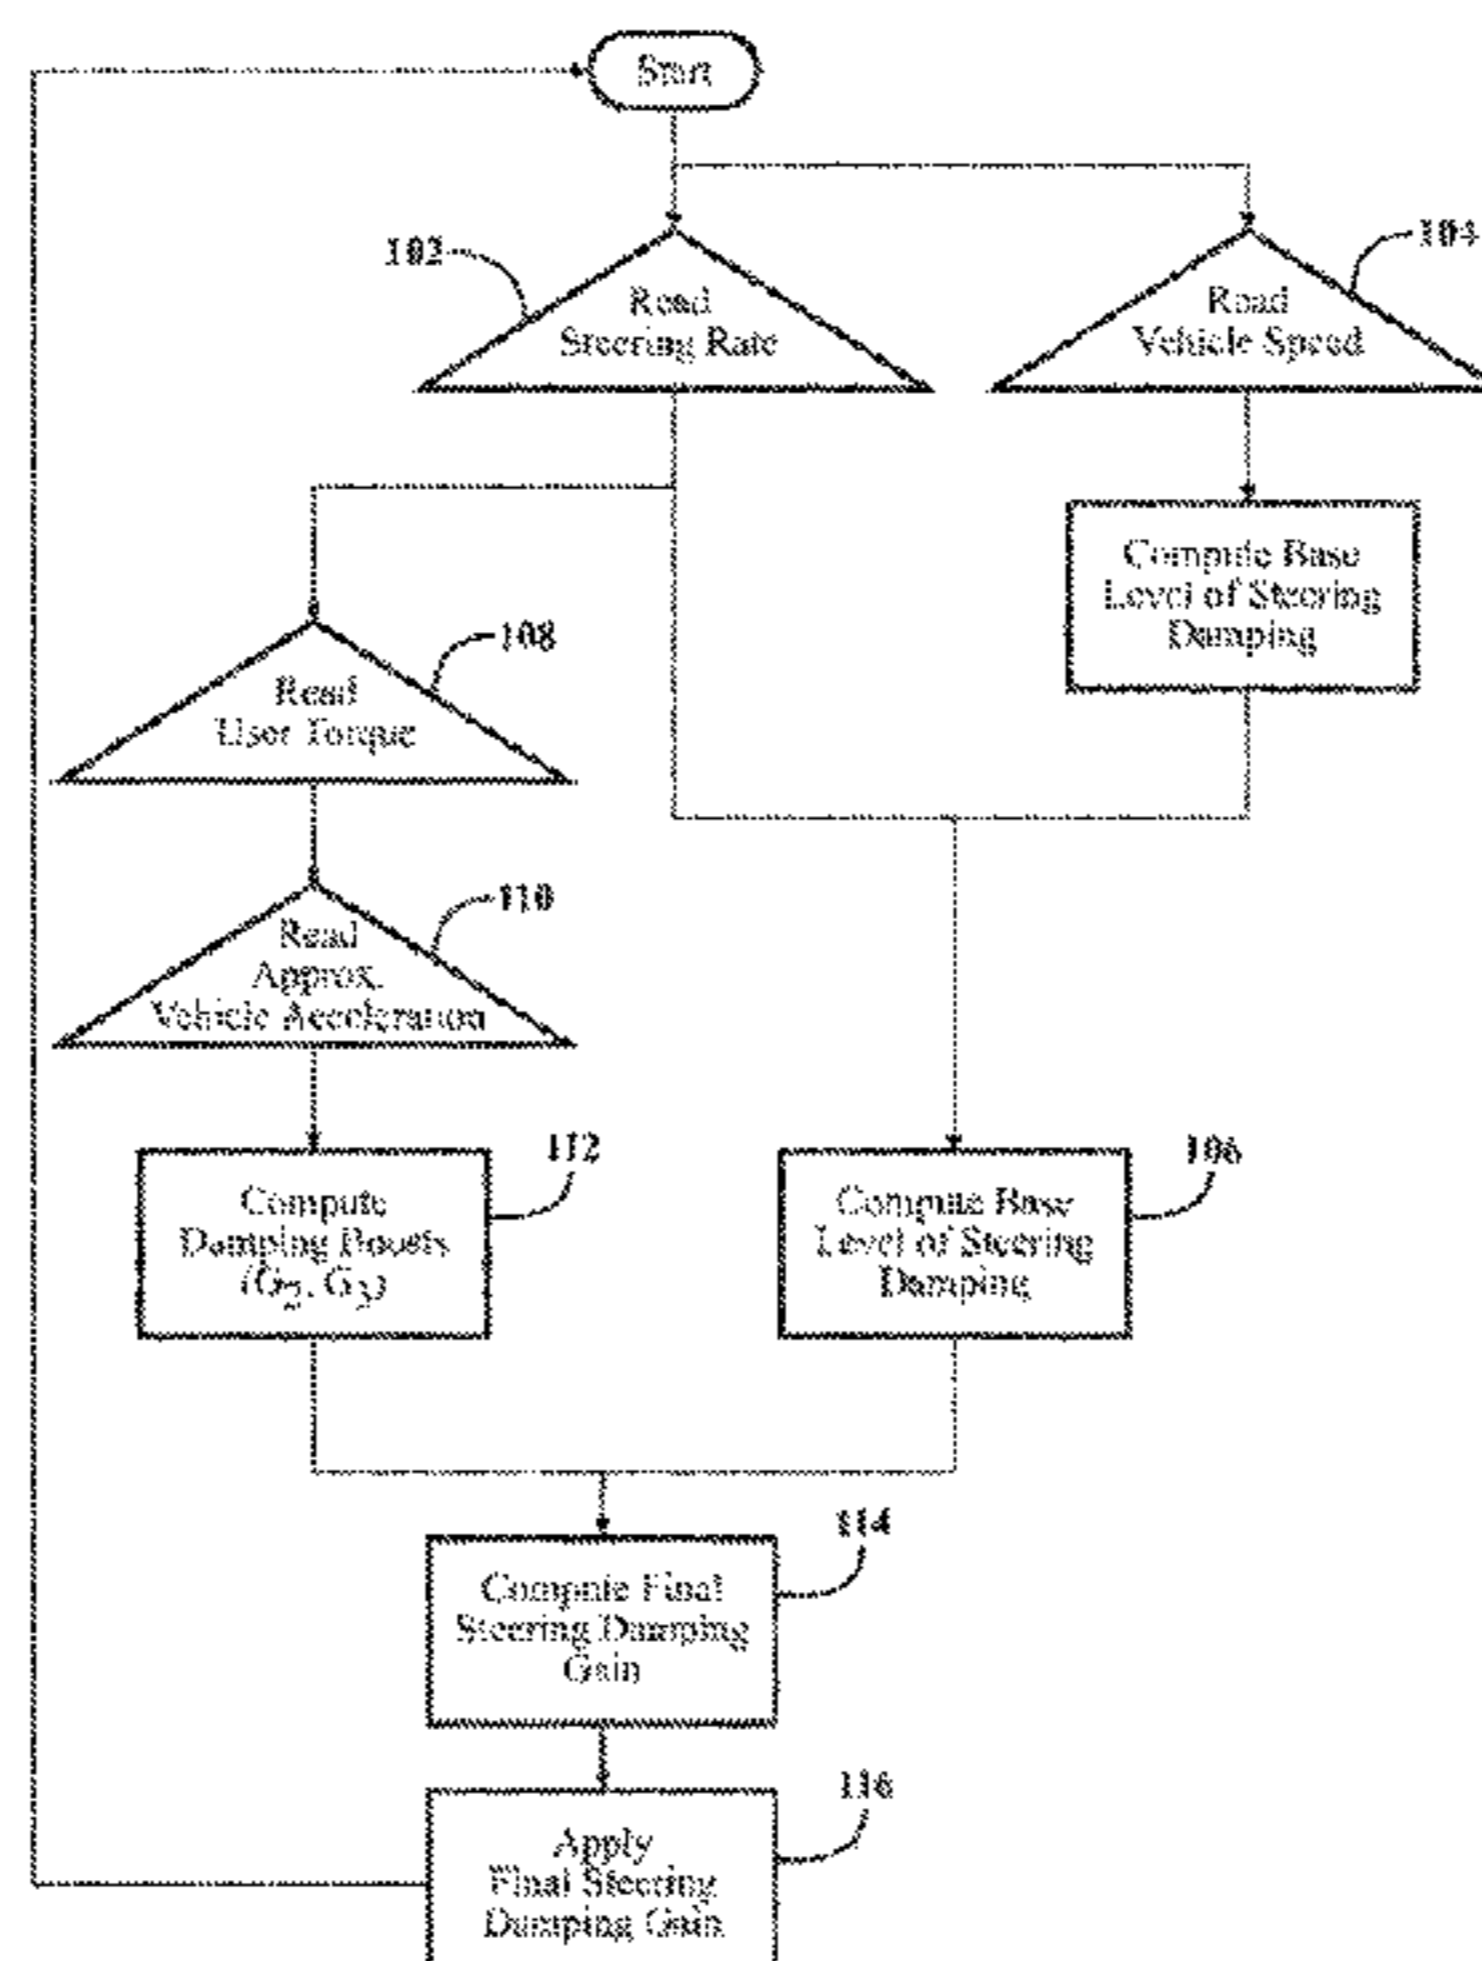 Start
102
Read
Steering Rate
104
Read
Vehicle Speed
Compute Base
Level of Steering
Damping
108
Read
User Torque
110
Read
Approx.
Vehicle Acceleration
112
Compute
Damping Boosts
(G2, G3)
106
Compute Base
Level of Steering
Damping
114
Compute Final
Steering Damping
Gain
116
Apply
Final Steering
Damping Gain